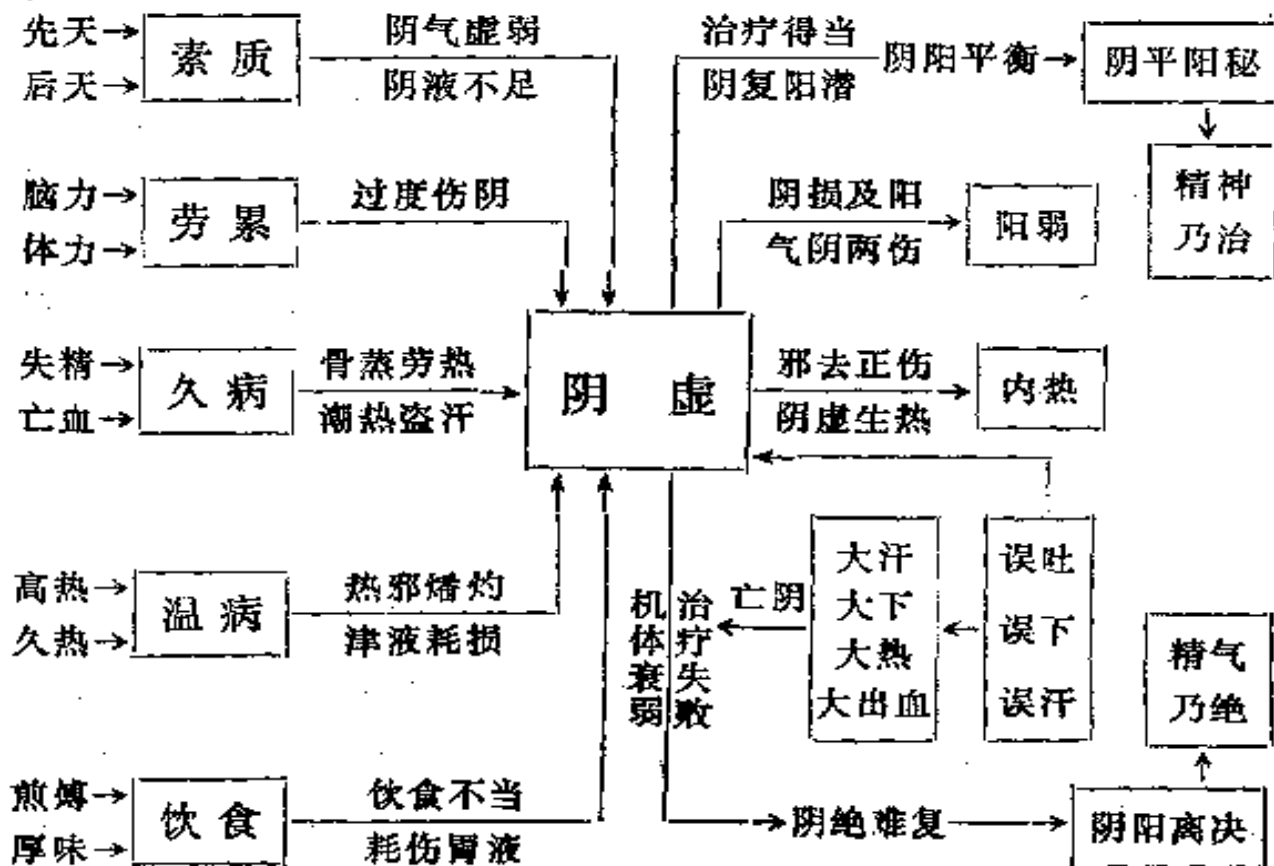 先天→ 素质 阴气虚弱 治疗得当 阴阳平衡→ 阴平阳秘
后天→ 阴液不足 阴复阳潜
脑力→ 劳累 过度伤阴 阴损及阳 阳弱 精神
体力→ 气阴两伤 乃治
失精→ 久病 骨蒸劳热 阴虚 邪去正伤 内热
亡血→ 潮热盗汗 阴虚生热
高热→ 温病 热邪燔灼
久热→ 津液耗损
机体衰弱
治疗失败
亡阴
大汗
大下
大热
大出血
误吐
误下
误汗
精气
乃绝
煎 饮食 饮食不当 →阴绝难复→ 阴阳离决
厚味→ 耗伤胃液